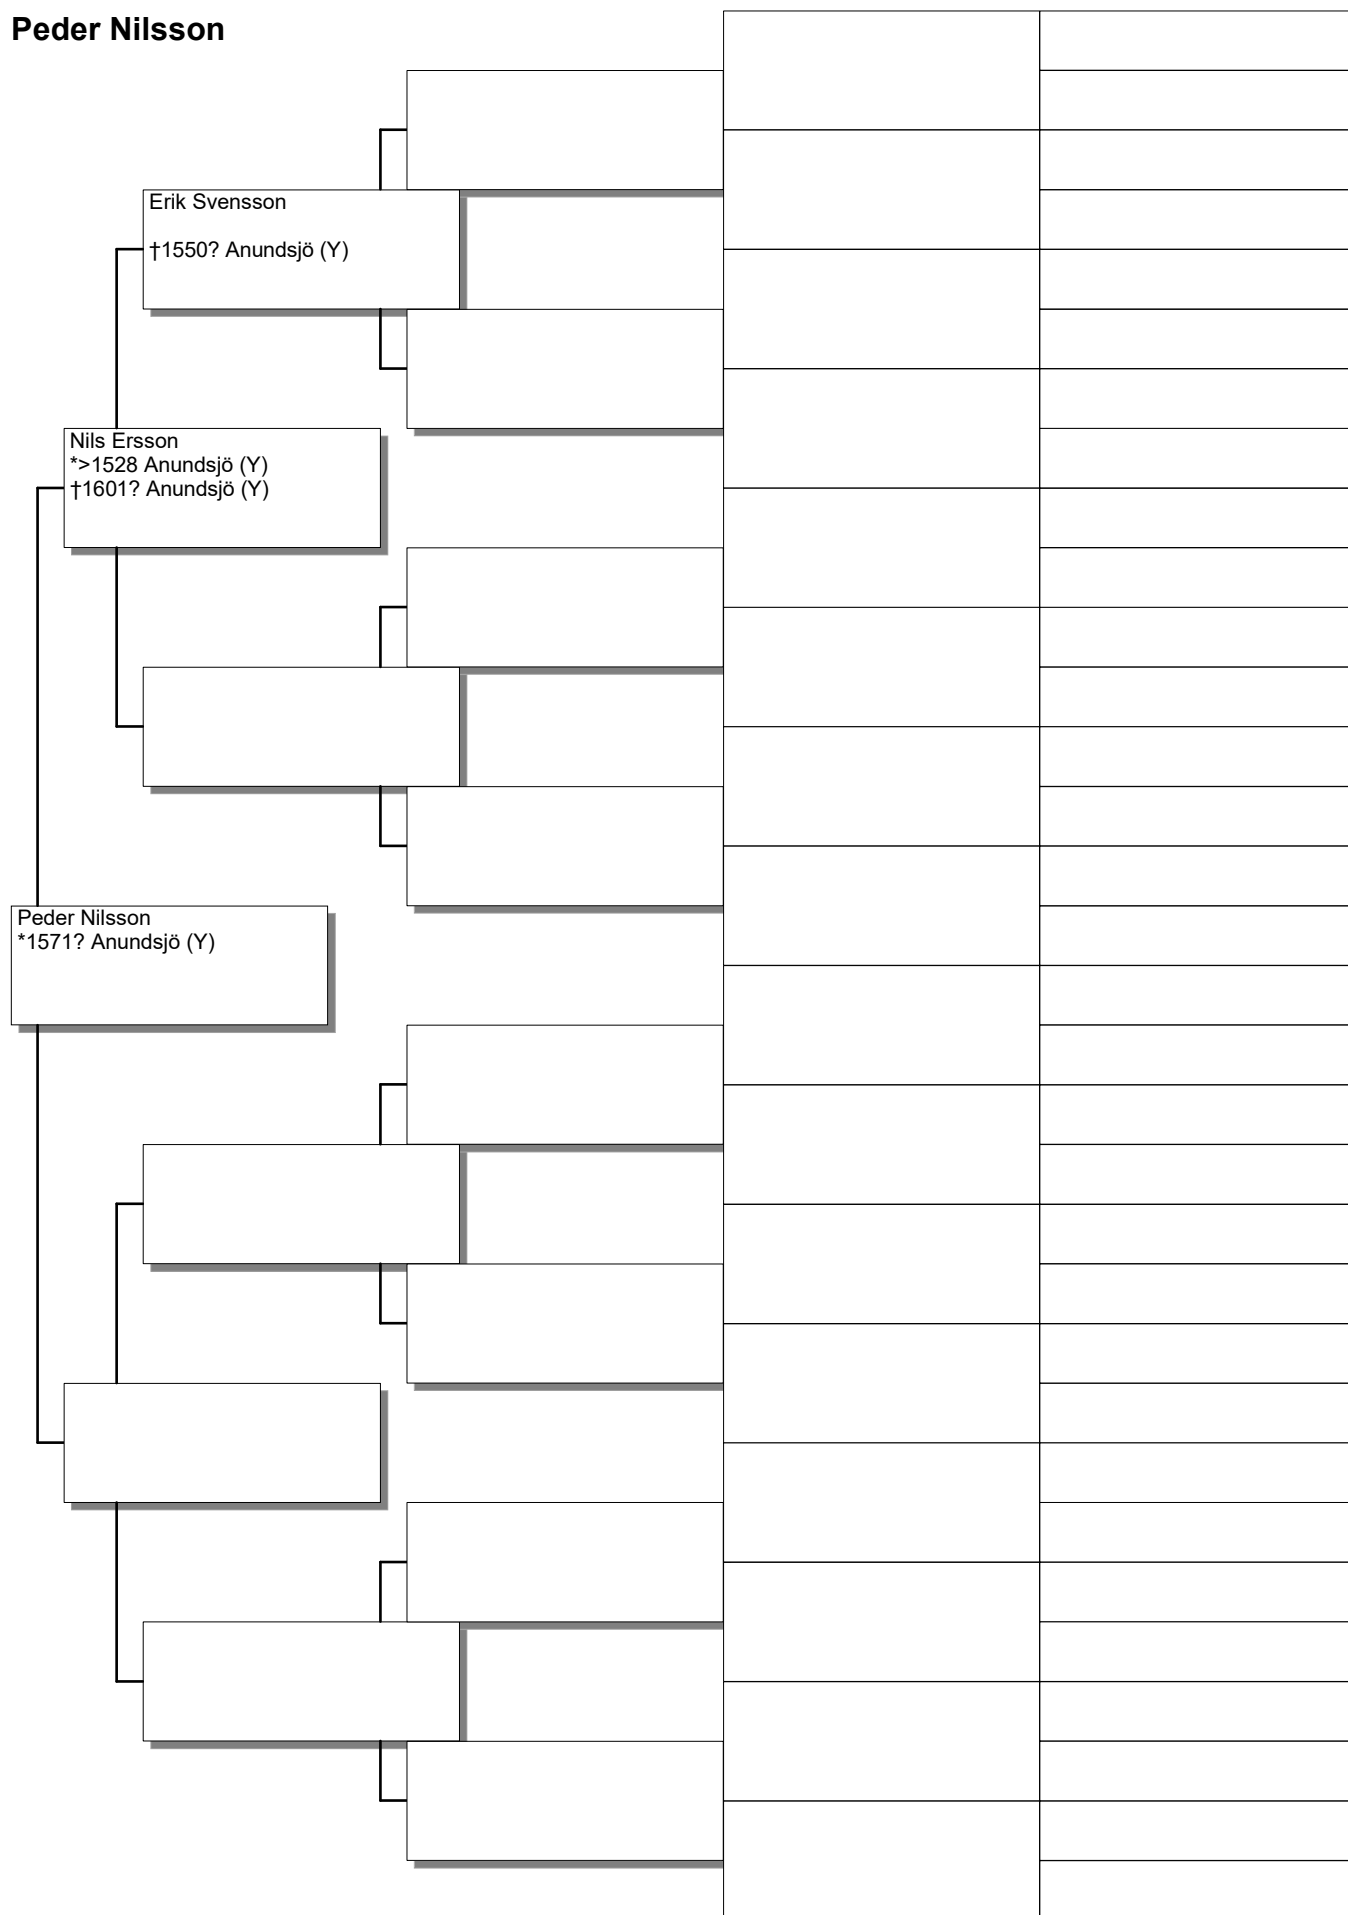 Peder Nilsson
Erik Svensson
†1550? Anundsjö (Y)
Nils Ersson
*>1528 Anundsjö (Y)
†1601? Anundsjö (Y)
Peder Nilsson
*1571? Anundsjö (Y)